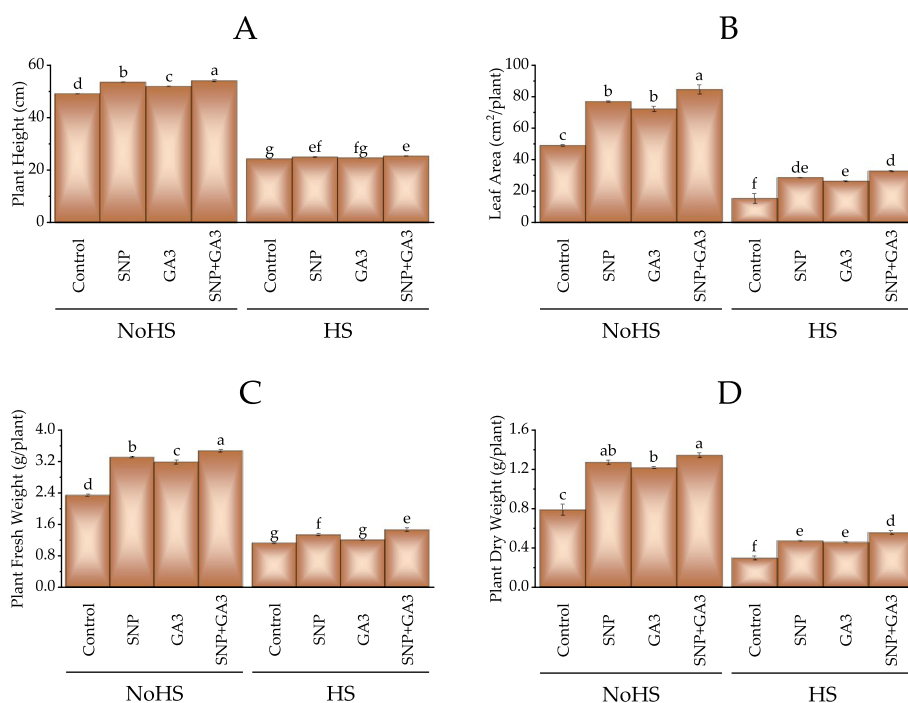 A
Plant Height (cm)
60
40
20
0
d
b
c
a
g
ef
fg
e
Control
SNP
GA3
SNP+GA3
Control
SNP
GA3
SNP+GA3
NoHS
HS
B
Leaf Area (cm²/plant)
100
80
60
40
20
0
c
b
b
a
f
de
e
d
Control
SNP
GA3
SNP+GA3
Control
SNP
GA3
SNP+GA3
NoHS
HS
C
Plant Fresh Weight (g/plant)
4.0
3.2
2.4
1.6
0.8
0.0
d
b
c
a
g
f
g
e
Control
SNP
GA3
SNP+GA3
Control
SNP
GA3
SNP+GA3
NoHS
HS
D
Plant Dry Weight (g/plant)
1.6
1.2
0.8
0.4
0.0
c
ab
b
a
f
e
e
d
Control
SNP
GA3
SNP+GA3
Control
SNP
GA3
SNP+GA3
NoHS
HS